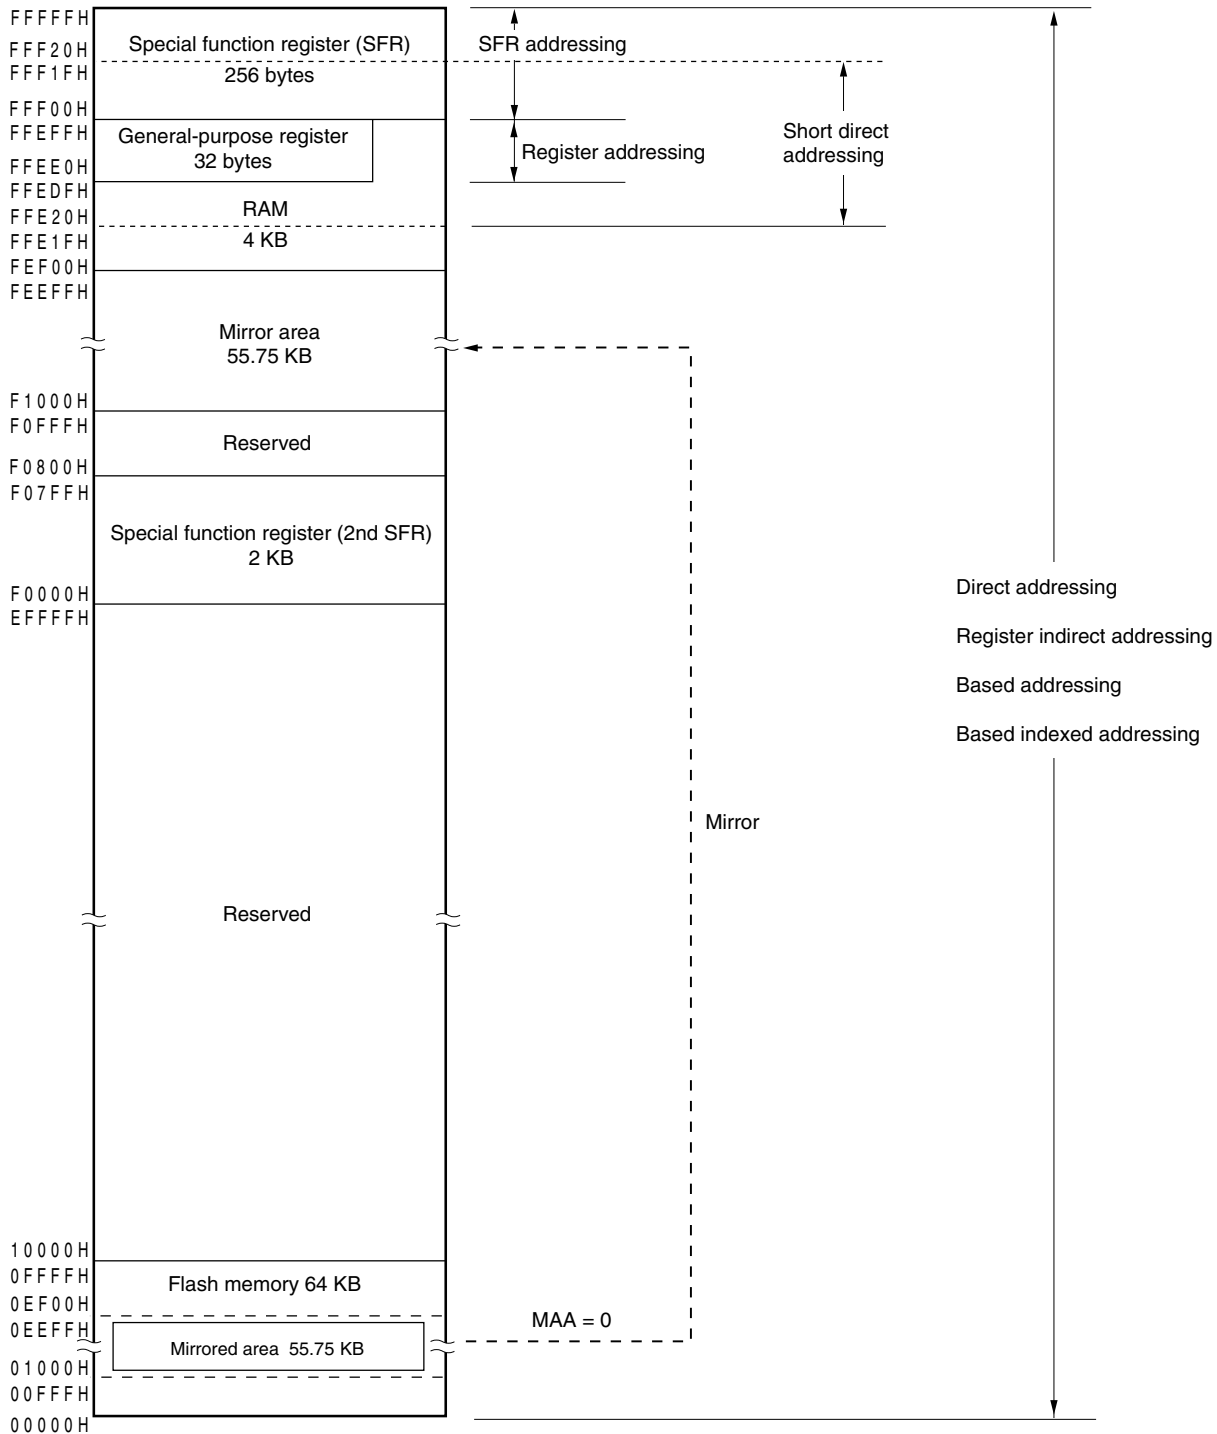 FFFFFH
FFF20H
FFF1FH
FFF00H
FFEFFH
FFEE0H
FFEDFH
FFE20H
FFE1FH
FEF00H
FEEFFH
F1000H
F0FFFH
F0800H
F07FFH
F0000H
EFFFFH
10000H
0FFFFH
0EF00H
0EEFFH
01000H
00FFFH
00000H
Special function register (SFR)
256 bytes
General-purpose register
32 bytes
RAM
4 KB
Mirror area
55.75 KB
Reserved
Special function register (2nd SFR)
2 KB
Reserved
Flash memory 64 KB
Mirrored area 55.75 KB
SFR addressing
Register addressing
Short direct
addressing
Mirror
MAA = 0
Direct addressing
Register indirect addressing
Based addressing
Based indexed addressing